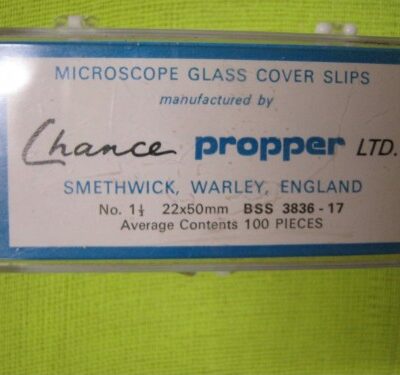 MICROSCOPE GLASS COVER SLIPS
manufactured by
Chance propper LTD.
SMETHWICK, WARLEY, ENGLAND
No. 1½ 22x50mm BSS 3836-17
Average Contents 100 PIECES